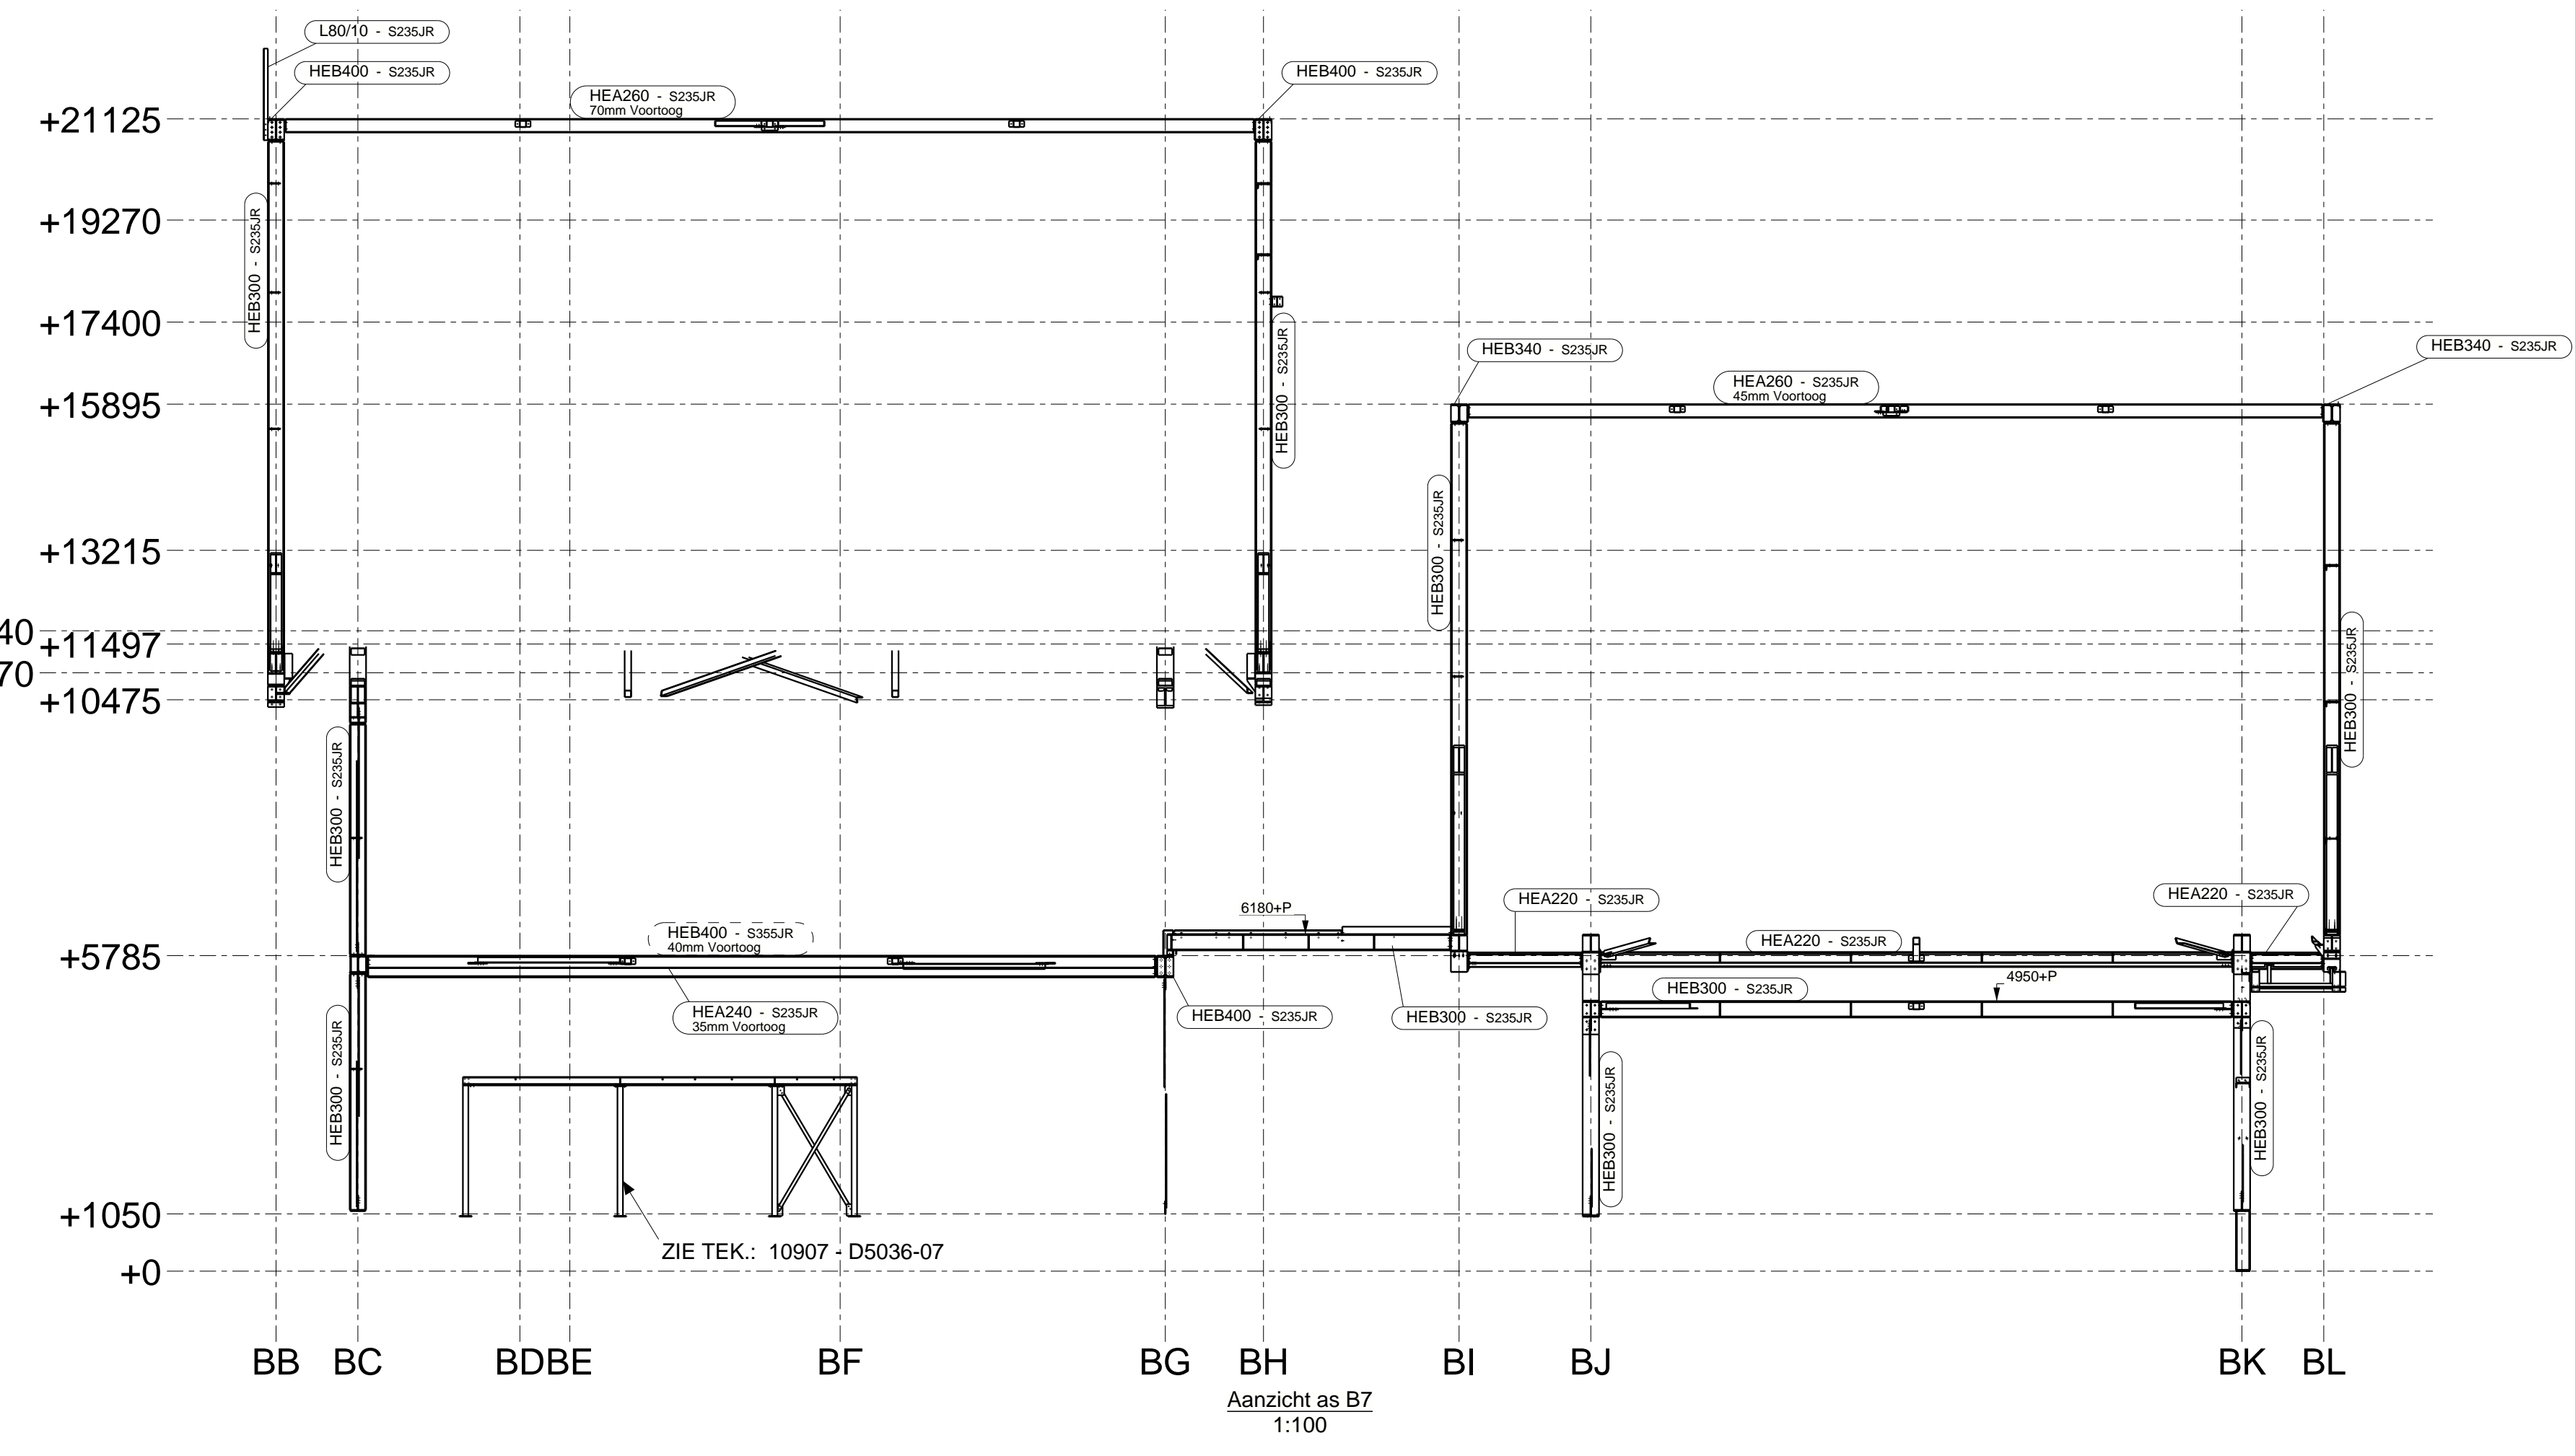 L80/10 - S235JR
HEB400 - S235JR
HEB400 - S235JR
HEA260 - S235JR
70mm Voortoog
+21125
+19270
HEB300 - S235JR
+17400
HEB300 - S235JR
HEB340 - S235JR
HEB340 - S235JR
HEA260 - S235JR
45mm Voortoog
+15895
+13215
HEB300 - S235JR
40
+11497
70
+10475
HEB300 - S235JR
HEB300 - S235JR
HEA220 - S235JR
HEA220 - S235JR
6180+P
HEB400 - S355JR
40mm Voortoog
HEA220 - S235JR
+5785
4950+P
HEB300 - S235JR
HEA240 - S235JR
35mm Voortoog
HEB400 - S235JR
HEB300 - S235JR
HEB300 - S235JR
HEB300 - S235JR
HEB300 - S235JR
+1050
ZIE TEK.: 10907 - D5036-07
+0
BB BC BD BE BF BG BH BI BJ BK BL
Aanzicht as B7
1:100